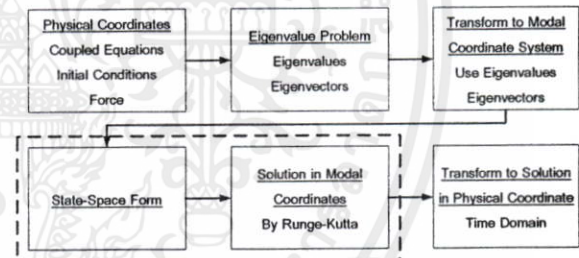 Physical Coordinates
Coupled Equations
Initial Conditions
Force
Eigenvalue Problem
Eigenvalues
Eigenvectors
Transform to Modal
Coordinate System
Use Eigenvalues
Eigenvectors
State-Space Form
Solution in Modal
Coordinates
By Runge-Kutta
Transform to Solution
in Physical Coordinate
Time Domain